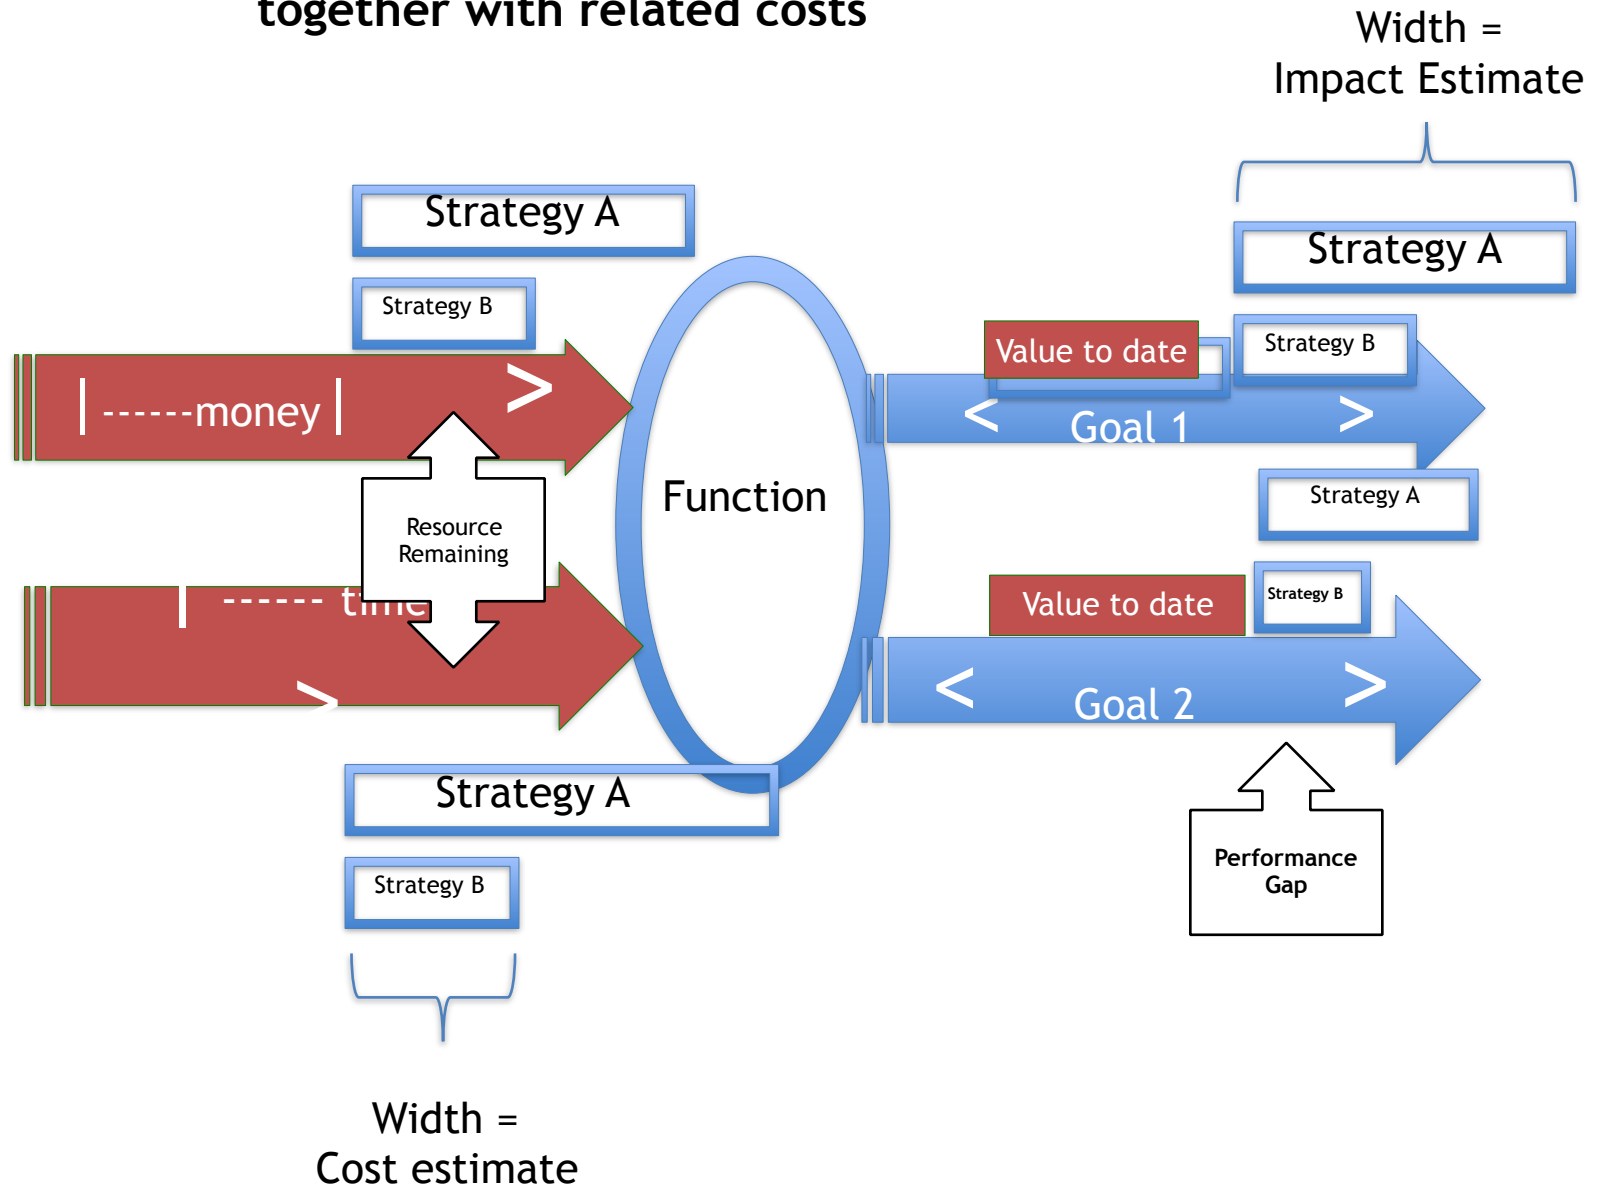 together with related costs
Width =
Impact Estimate
Strategy A
Strategy A
Strategy B
Value to date
Strategy B
| ------money | >
< Goal 1 >
Function
Strategy A
Resource
Remaining
| ------ time
>
Value to date
Strategy B
< Goal 2 >
Strategy A
Performance
Gap
Strategy B
Width =
Cost estimate